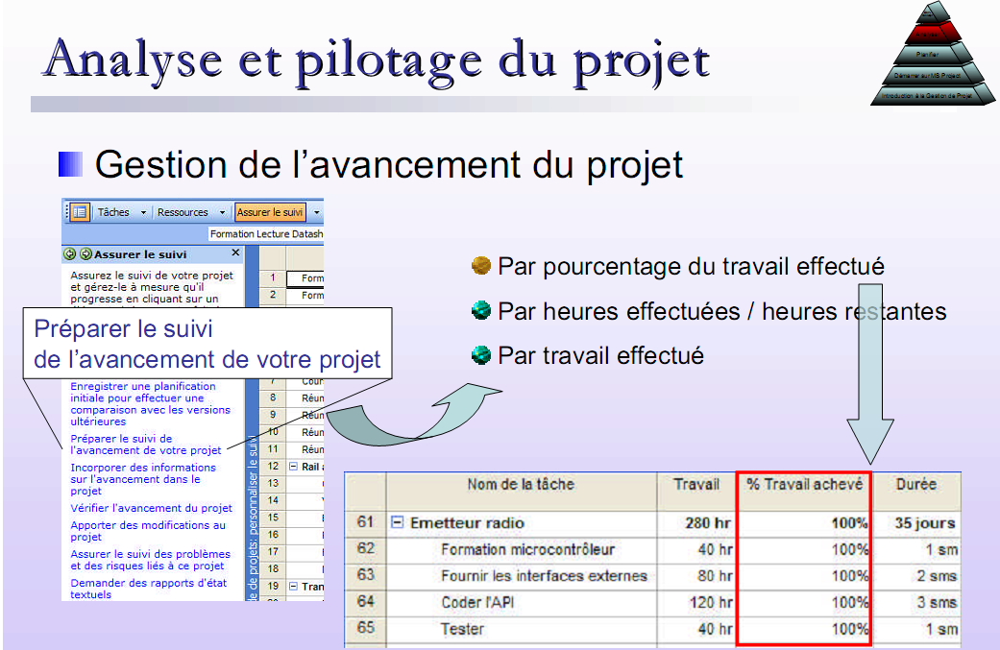 Analyse et pilotage du projet
Planifier
Démarrer sur MS Project
Introduction à la Gestion de Projet
Gestion de l’avancement du projet
Tâches Ressources Assurer le suivi
Formation Lecture Datash
Assurer le suivi
Assurez le suivi de votre projet
et gérez-le à mesure qu'il
progresse en cliquant sur un
1 Form
2 Form
Préparer le suivi
de l’avancement de votre projet
Enregistrer une planification
initiale pour effectuer une
comparaison avec les versions
ultérieures
Préparer le suivi de
l'avancement de votre projet
Incorporer des informations
sur l'avancement dans le
projet
Vérifier l'avancement du projet
Apporter des modifications au
projet
Assurer le suivi des problèmes
et des risques liés à ce projet
Demander des rapports d'état
textuels
de projets: personnaliser le suivi
7 Cour
8 Réun
9 Réun
10 Réun
11 Réun
12 Rail a
13
14
15
16
17
18
19 Tran
Par pourcentage du travail effectué
Par heures effectuées / heures restantes
Par travail effectué
Nom de la tâche Travail % Travail achevé Durée
61 Emetteur radio 280 hr 100% 35 jours
62 Formation microcontrôleur 40 hr 100% 1 sm
63 Fournir les interfaces externes 80 hr 100% 2 sms
64 Coder l'API 120 hr 100% 3 sms
65 Tester 40 hr 100% 1 sm